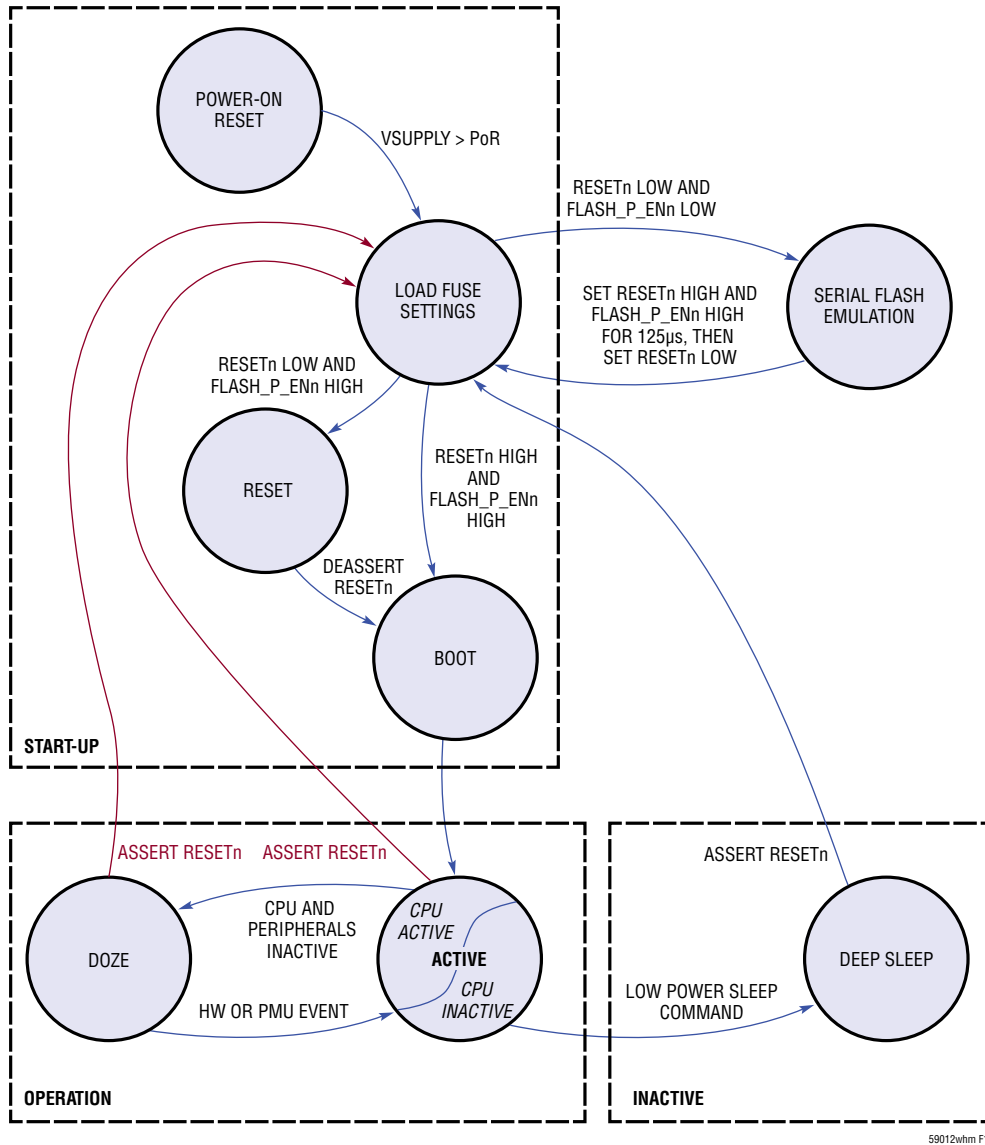 POWER-ON
RESET
VSUPPLY > PoR
RESETn LOW AND
FLASH_P_ENn LOW
LOAD FUSE
SETTINGS
SET RESETn HIGH AND
FLASH_P_ENn HIGH
FOR 125µs, THEN
SET RESETn LOW
SERIAL FLASH
EMULATION
RESETn LOW AND
FLASH_P_ENn HIGH
RESETn HIGH
AND
FLASH_P_ENn
HIGH
RESET
DEASSERT
RESETn
BOOT
START-UP
ASSERT RESETn
ASSERT RESETn
ASSERT RESETn
CPU AND
PERIPHERALS
INACTIVE
CPU
ACTIVE
ACTIVE
CPU
INACTIVE
DOZE
HW OR PMU EVENT
LOW POWER SLEEP
COMMAND
DEEP SLEEP
OPERATION
INACTIVE